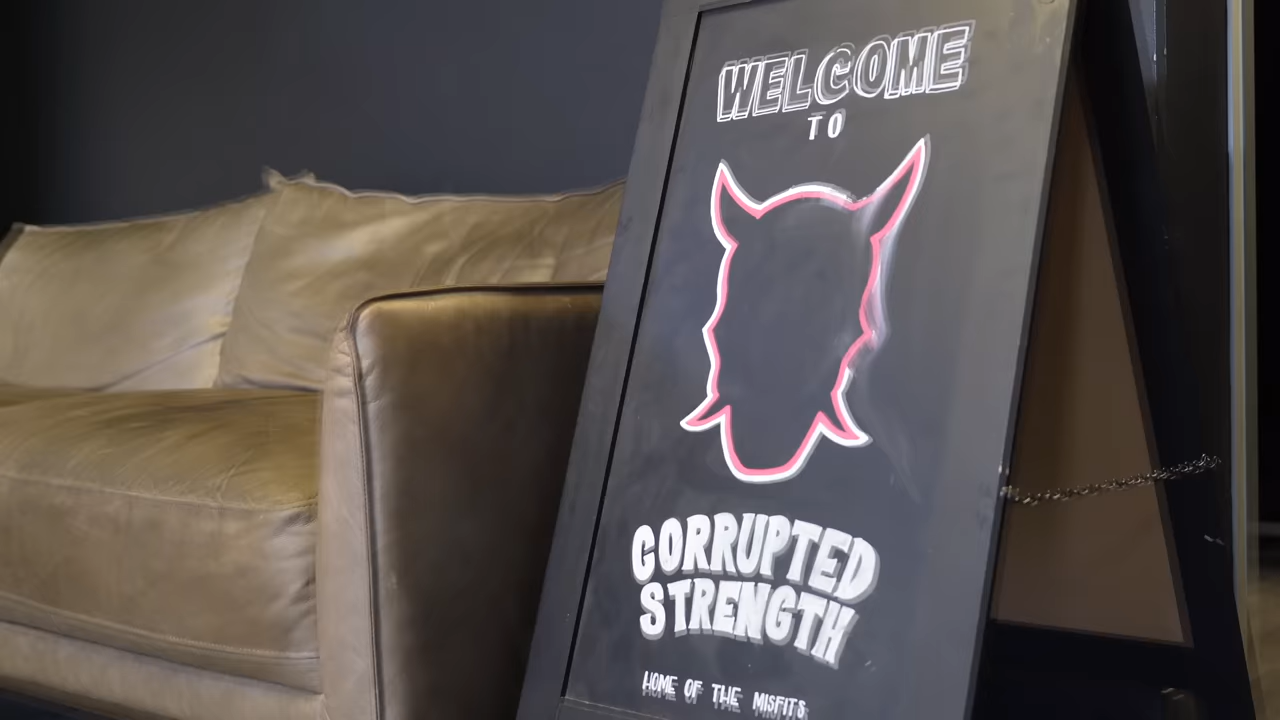 WELCOME
TO
CORRUPTED
STRENGTH
HOME OF THE MISFITS